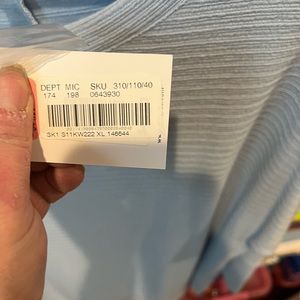 DEPT MIC SKU 310/110/40
174 198 0643930
SK1 S11KW222 XL 146644